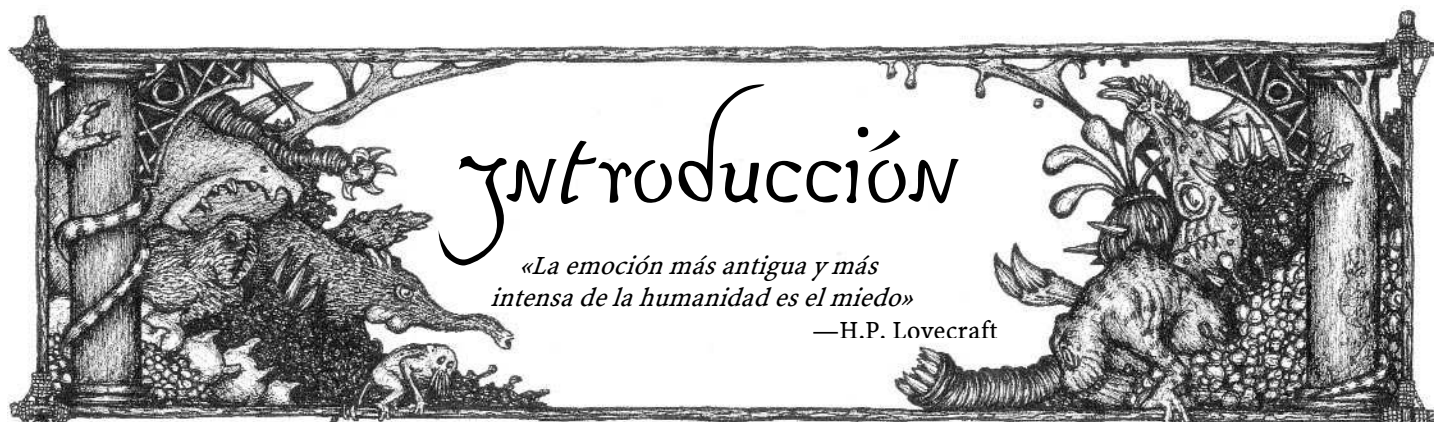 Introducción
«La emoción más antigua y más
intensa de la humanidad es el miedo»
—H.P. Lovecraft